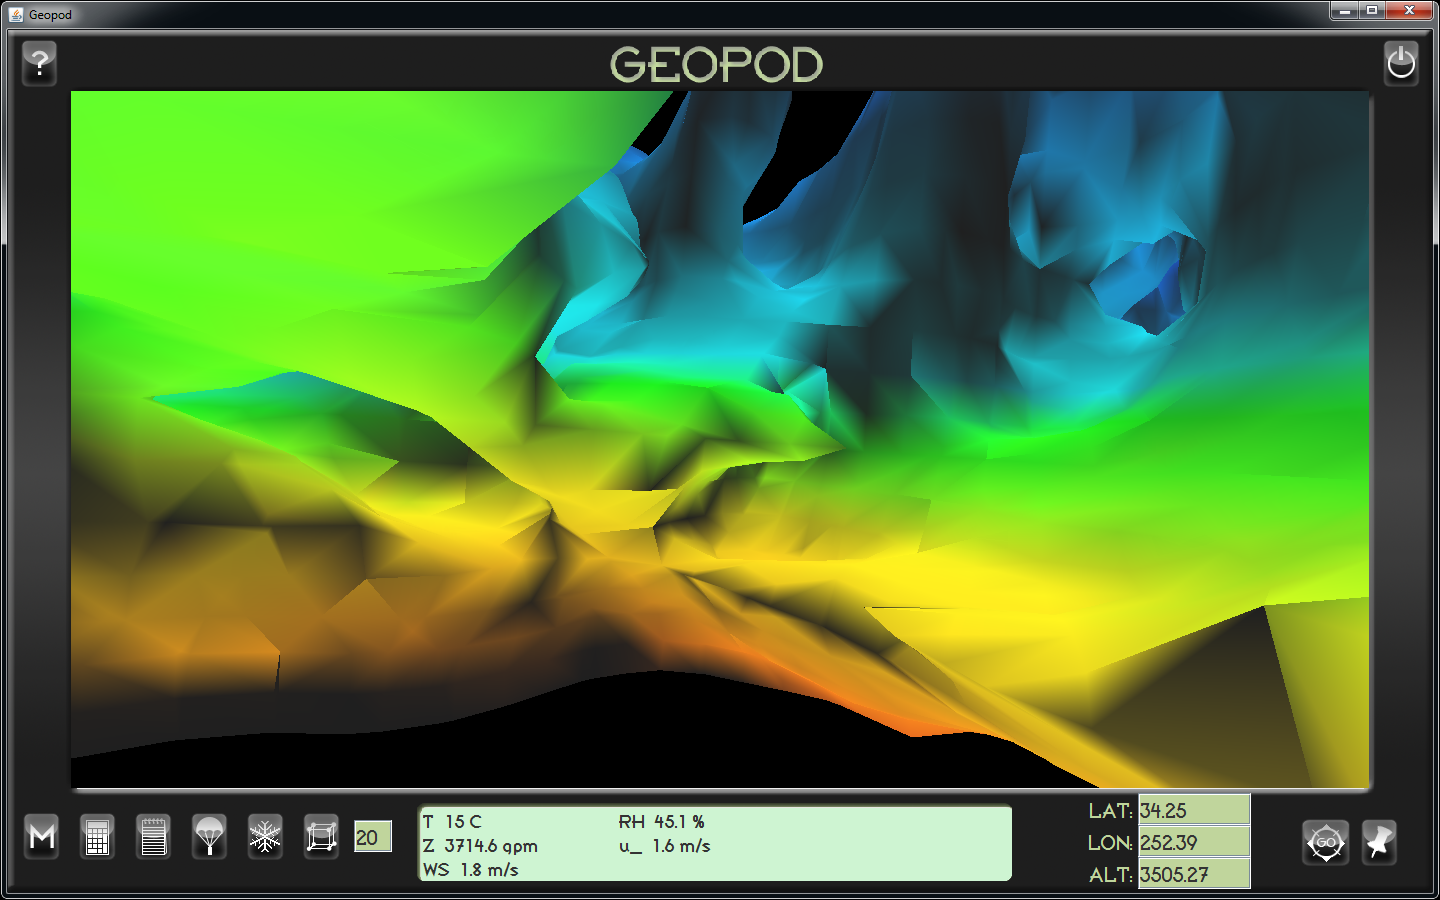 Geopod
?
GEOPOD
M
20
T 15 C
RH 45.1 %
Z 3714.6 gpm
u_ 1.6 m/s
WS 1.8 m/s
LAT: 34.25
LON: 252.39
ALT: 3505.27
GO